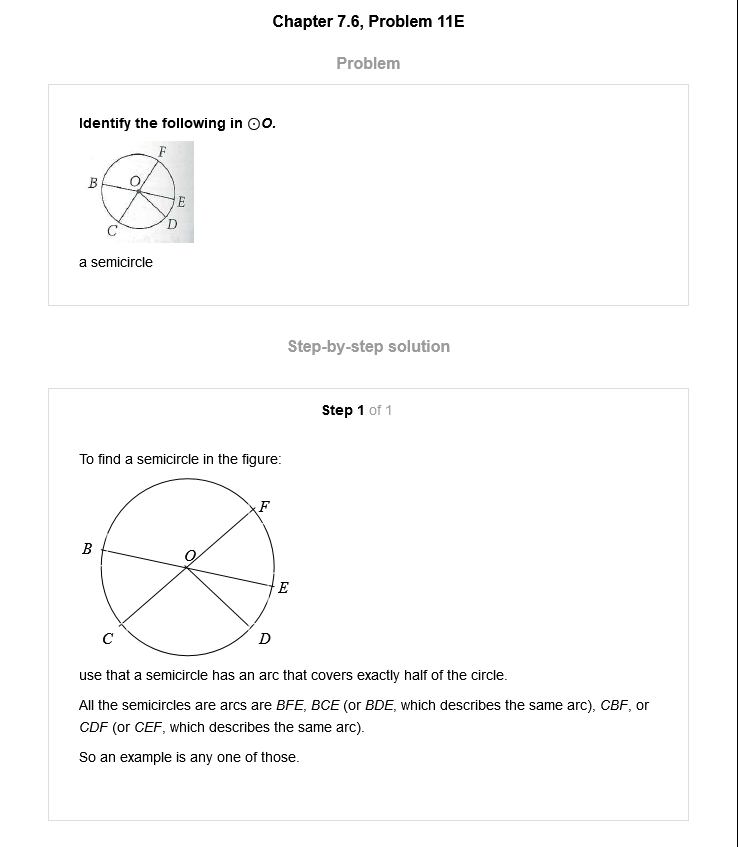 Chapter 7.6, Problem 11E
Problem
Identify the following in ⊙O.
F
B
O
E
D
C
a semicircle
Step-by-step solution
Step 1 of 1
To find a semicircle in the figure:
F
B
O
E
C
D
use that a semicircle has an arc that covers exactly half of the circle.
All the semicircles are arcs are BFE, BCE (or BDE, which describes the same arc), CBF, or
CDF (or CEF, which describes the same arc).
So an example is any one of those.